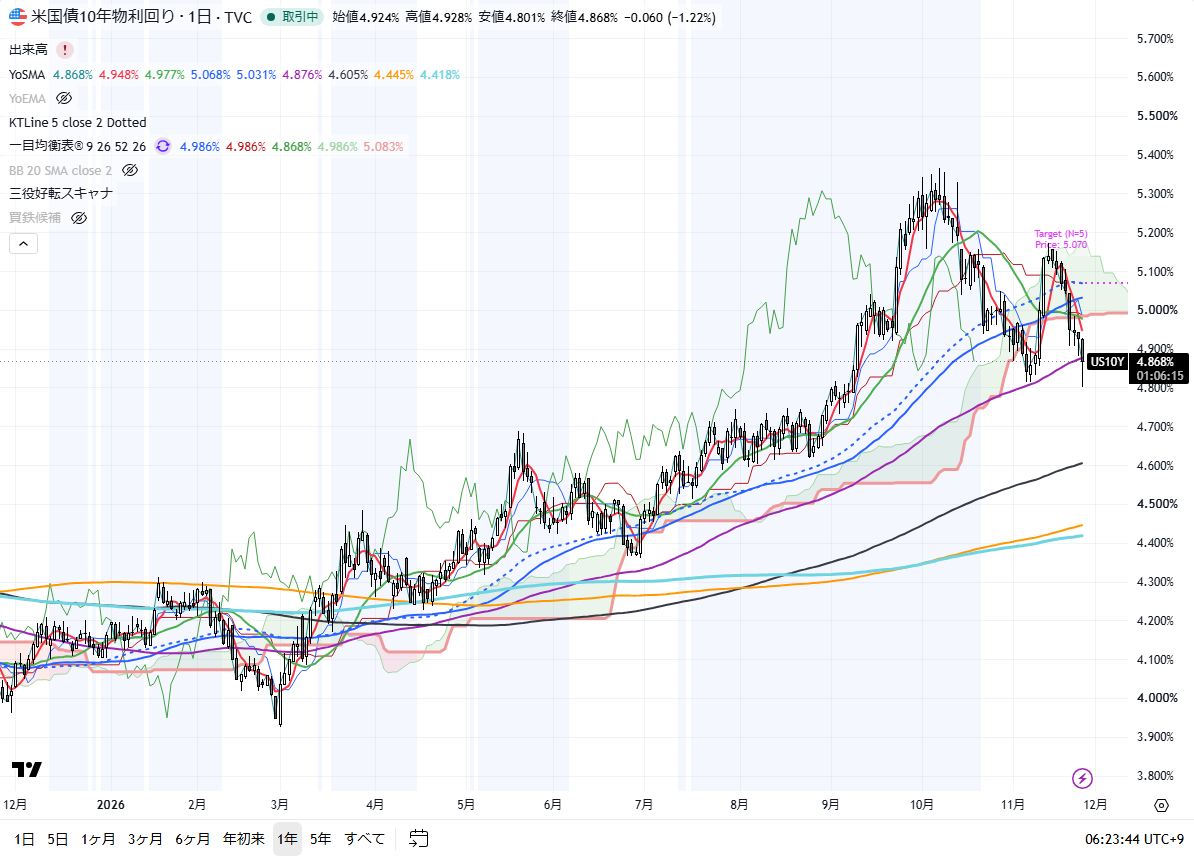 米国債10年物利回り · 1日 · TVC 取引中 始値4.924% 高値4.928% 安値4.801% 終値4.868% −0.060 (−1.22%)
出来高 !
YoSMA 4.868% 4.948% 4.977% 5.068% 5.031% 4.876% 4.605% 4.445% 4.418%
YoEMA
KTLine 5 close 2 Dotted
一目均衡表® 9 26 52 26 4.986% 4.986% 4.868% 4.986% 5.083%
BB 20 SMA close 2
三役好転スキャナ
買鉄候補
Target (N=5)
Price: 5.070
5.700%
5.600%
5.500%
5.400%
5.300%
5.200%
5.100%
5.000%
4.900%
US10Y 4.868%
01:06:15
4.800%
4.700%
4.600%
4.500%
4.400%
4.300%
4.200%
4.100%
4.000%
3.900%
3.800%
12月 2026 2月 3月 4月 5月 6月 7月 8月 9月 10月 11月 12月
1日 5日 1ヶ月 3ヶ月 6ヶ月 年初来 1年 5年 すべて 06:23:44 UTC+9